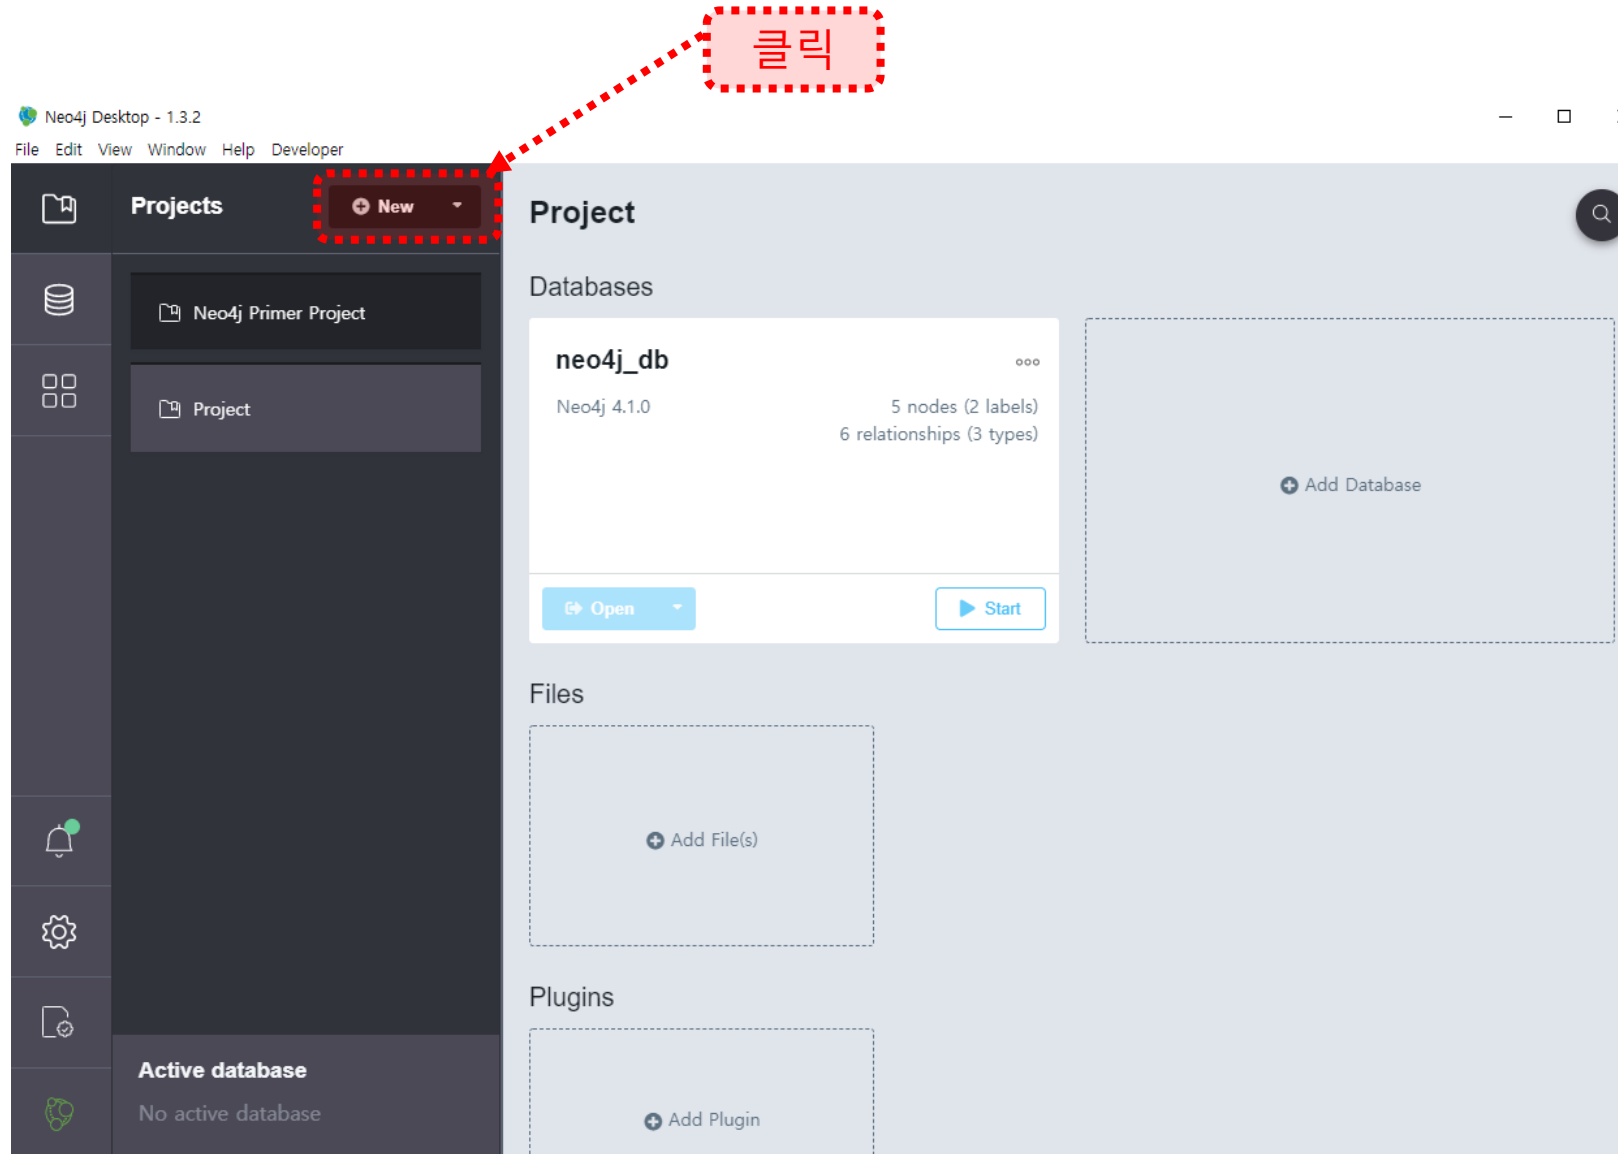 클릭
Neo4j Desktop - 1.3.2
File Edit View Window Help Developer
Projects
New
Neo4j Primer Project
Project
Active database
No active database
Project
Databases
neo4j_db
Neo4j 4.1.0
5 nodes (2 labels)
6 relationships (3 types)
Open
Start
Add Database
Files
Add File(s)
Plugins
Add Plugin